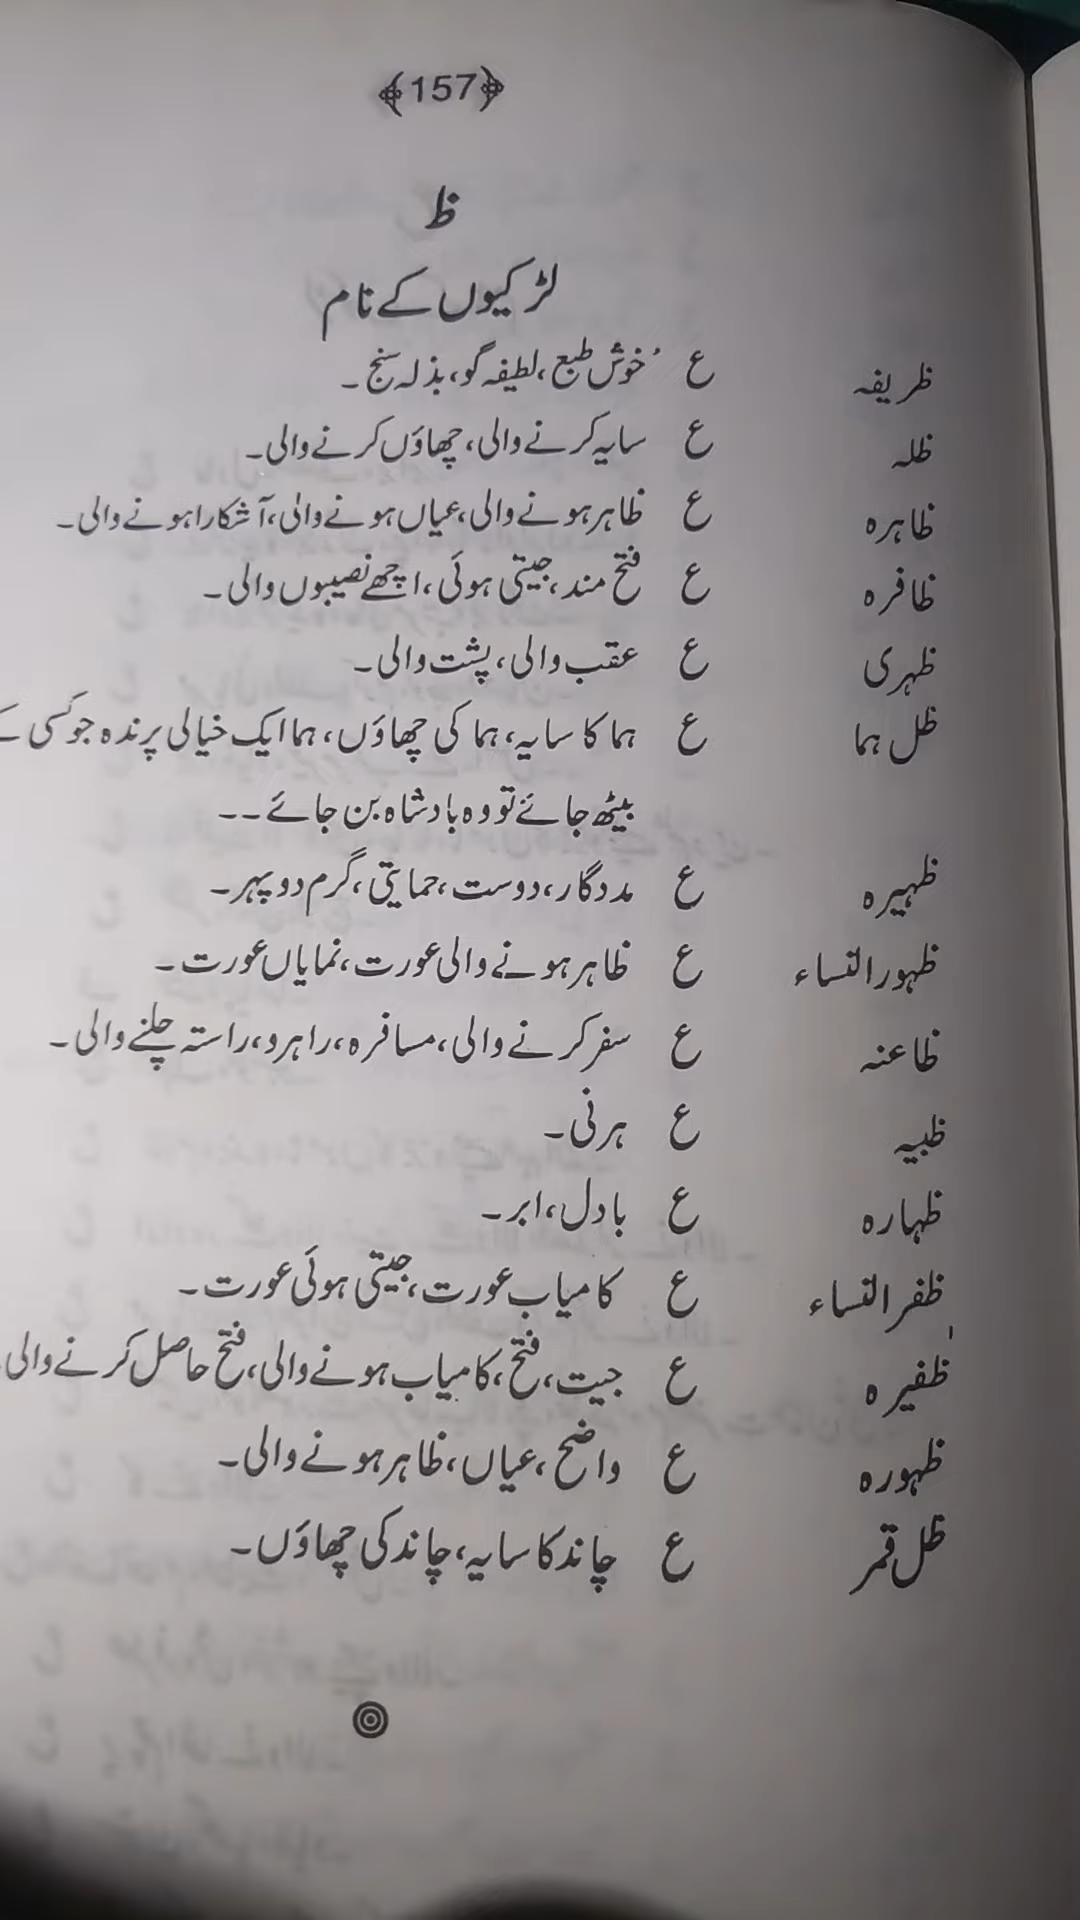 157
ظ
لڑکیوں کے نام
ظریفہ ع خوش طبع، لطیفہ گو، بذلہ سنج۔
ظلہ ع سایہ کرنے والی، چھاؤں کرنے والی۔
ظاہرہ ع ظاہر ہونے والی، عیاں ہونے والی، آشکارا ہونے والی۔
ظافرہ ع فتح مند، جیتی ہوئی، اچھے نصیبوں والی۔
ظہری ع عقب والی، پشت والی۔
ظل ہما ع ہما کا سایہ، ہما کی چھاؤں، ہما ایک خیالی پرندہ جو کسی کے
بیٹھ جائے تو وہ بادشاہ بن جائے۔۔
ظہیرہ ع مددگار، دوست، حمایتی، گرم دوپہر۔
ظہور النساء ع ظاہر ہونے والی عورت، نمایاں عورت۔
ظاعنہ ع سفر کرنے والی، مسافرہ، راہرو، راستہ چلنے والی۔
ظبیہ ع ہرنی۔
ظہارہ ع بادل، ابر۔
ظفر النساء ع کامیاب عورت، جیتی ہوئی عورت۔
ظفیرہ ع جیت، فتح، کامیاب ہونے والی، فتح حاصل کرنے والی
ظہورہ ع واضح، عیاں، ظاہر ہونے والی۔
ظل قمر ع چاند کا سایہ، چاند کی چھاؤں۔